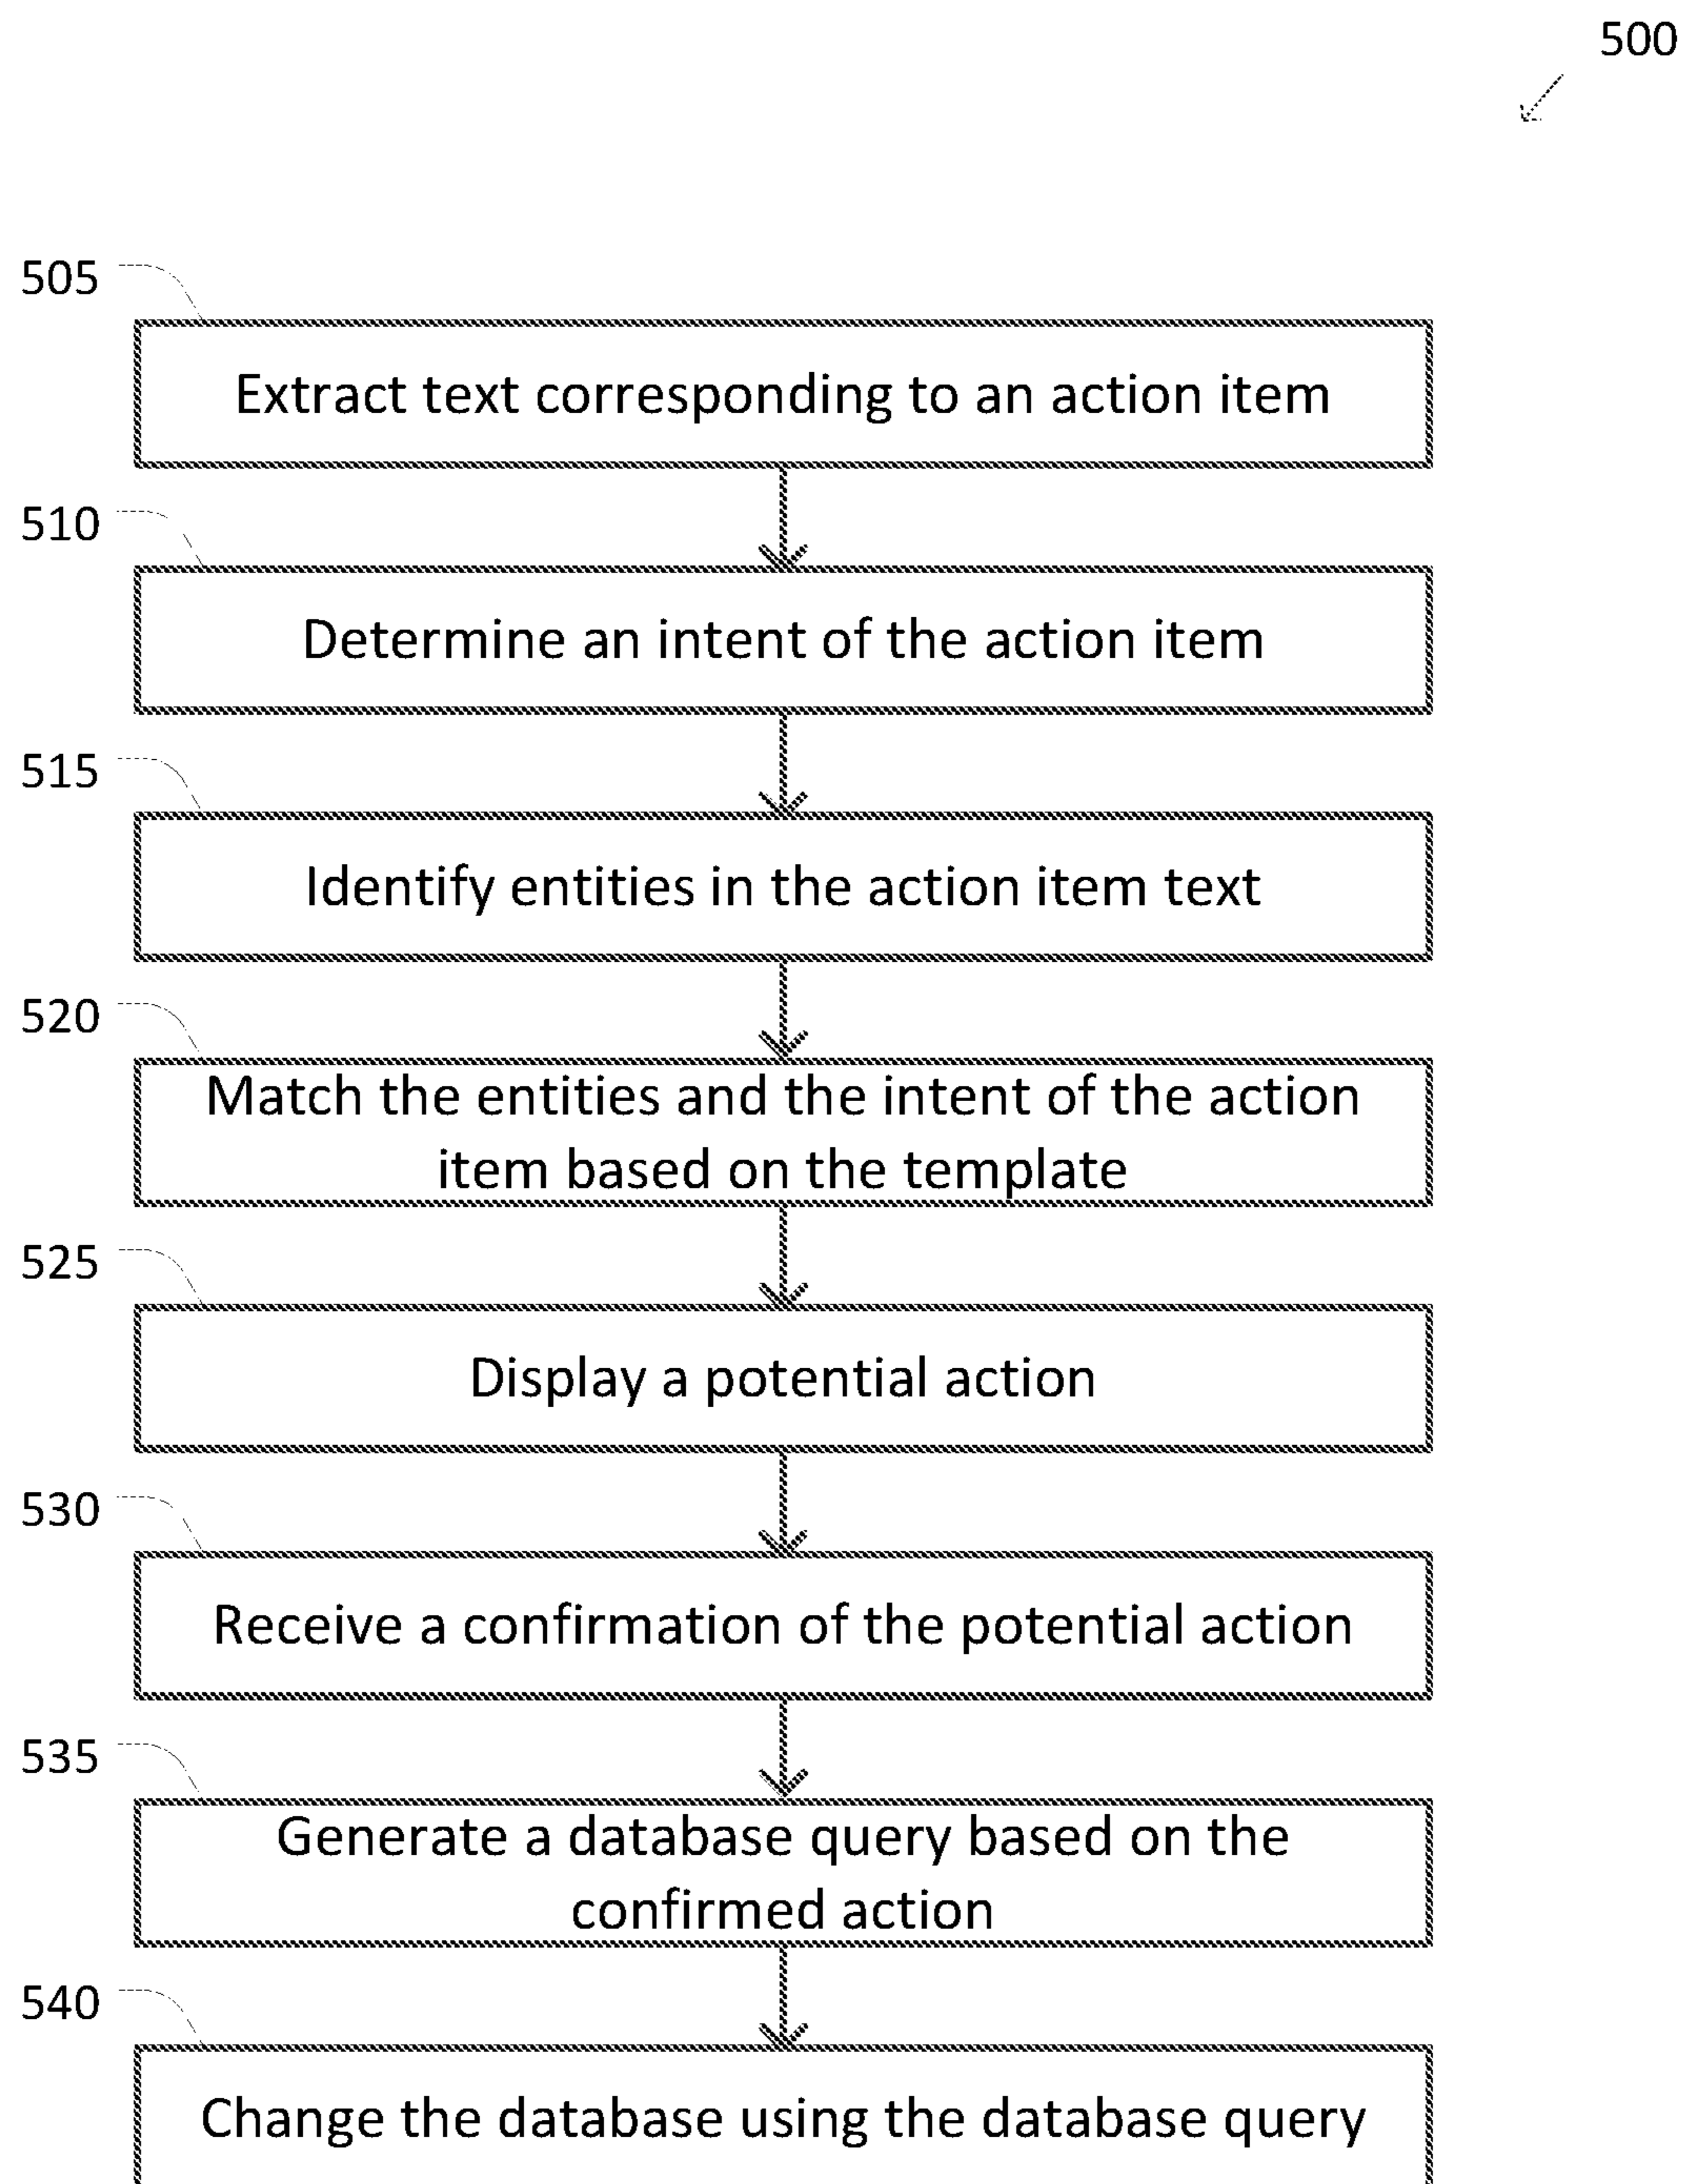 500
505
Extract text corresponding to an action item
510
Determine an intent of the action item
515
Identify entities in the action item text
520
Match the entities and the intent of the action
item based on the template
525
Display a potential action
530
Receive a confirmation of the potential action
535
Generate a database query based on the
confirmed action
540
Change the database using the database query